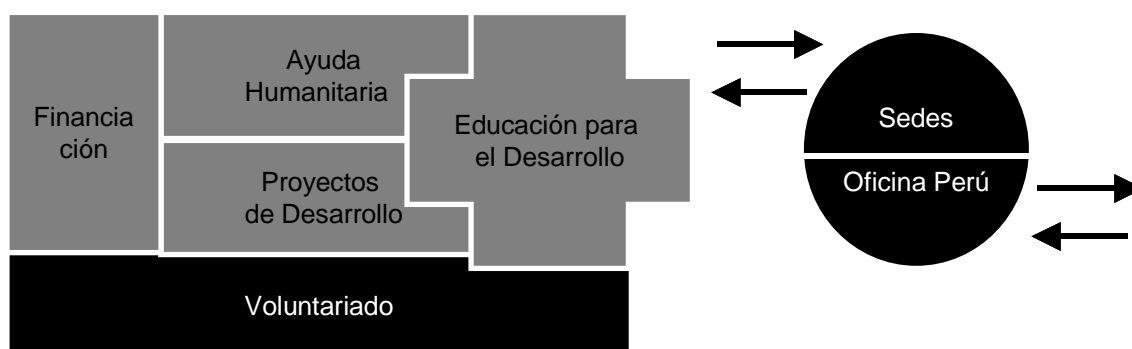 Financia
ción
Ayuda
Humanitaria
Proyectos
de Desarrollo
Educación para
el Desarrollo
Voluntariado
Sedes
Oficina Perú